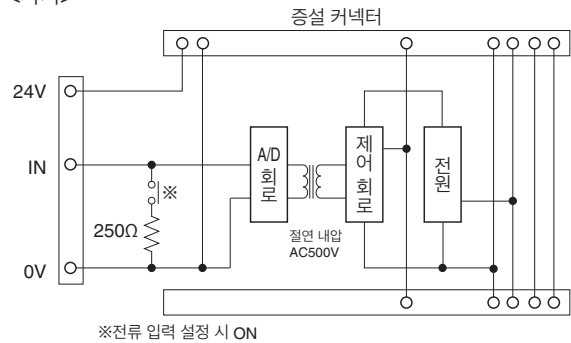 증설 커넥터
24V
IN
※
250Ω
0V
A/D
회로
제어 회로
전원
절연 내압
AC500V
※전류 입력 설정 시 ON